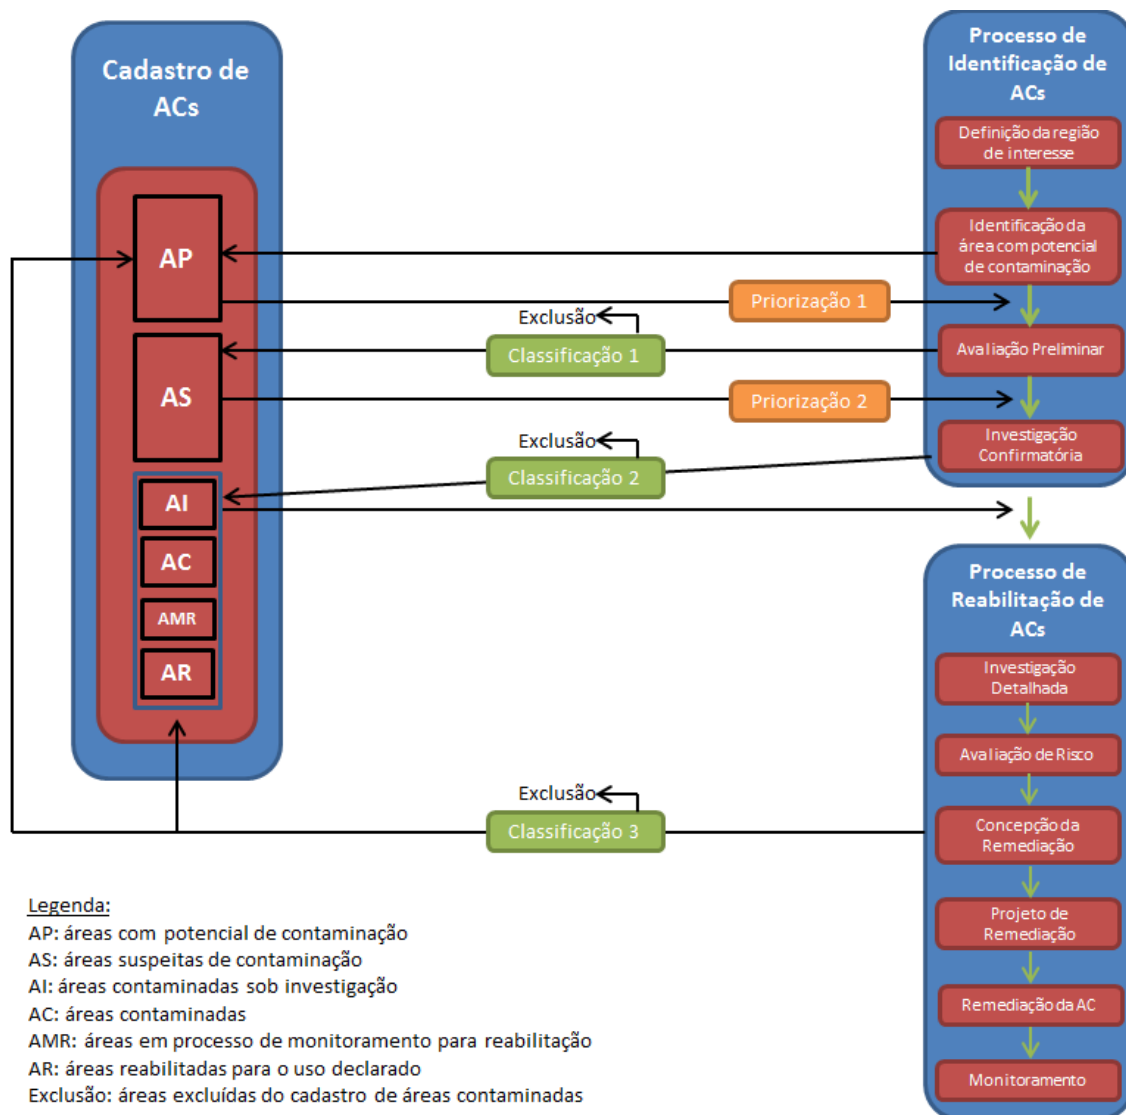 Cadastro de
ACs
AP
AS
AI
AC
AMR
AR
Priorização 1
Exclusão
Classificação 1
Priorização 2
Exclusão
Classificação 2
Exclusão
Classificação 3
Processo de
Identificação de
ACs
Definição da região
de interesse
Identificação da
área com potencial
de contaminação
Avaliação Preliminar
Investigação
Confirmatória
Processo de
Reabilitação de
ACs
Investigação
Detalhada
Avaliação de Risco
Concepção da
Remediação
Projeto de
Remediação
Remediação da AC
Monitoramento
Legenda:
AP: áreas com potencial de contaminação
AS: áreas suspeitas de contaminação
AI: áreas contaminadas sob investigação
AC: áreas contaminadas
AMR: áreas em processo de monitoramento para reabilitação
AR: áreas reabilitadas para o uso declarado
Exclusão: áreas excluídas do cadastro de áreas contaminadas